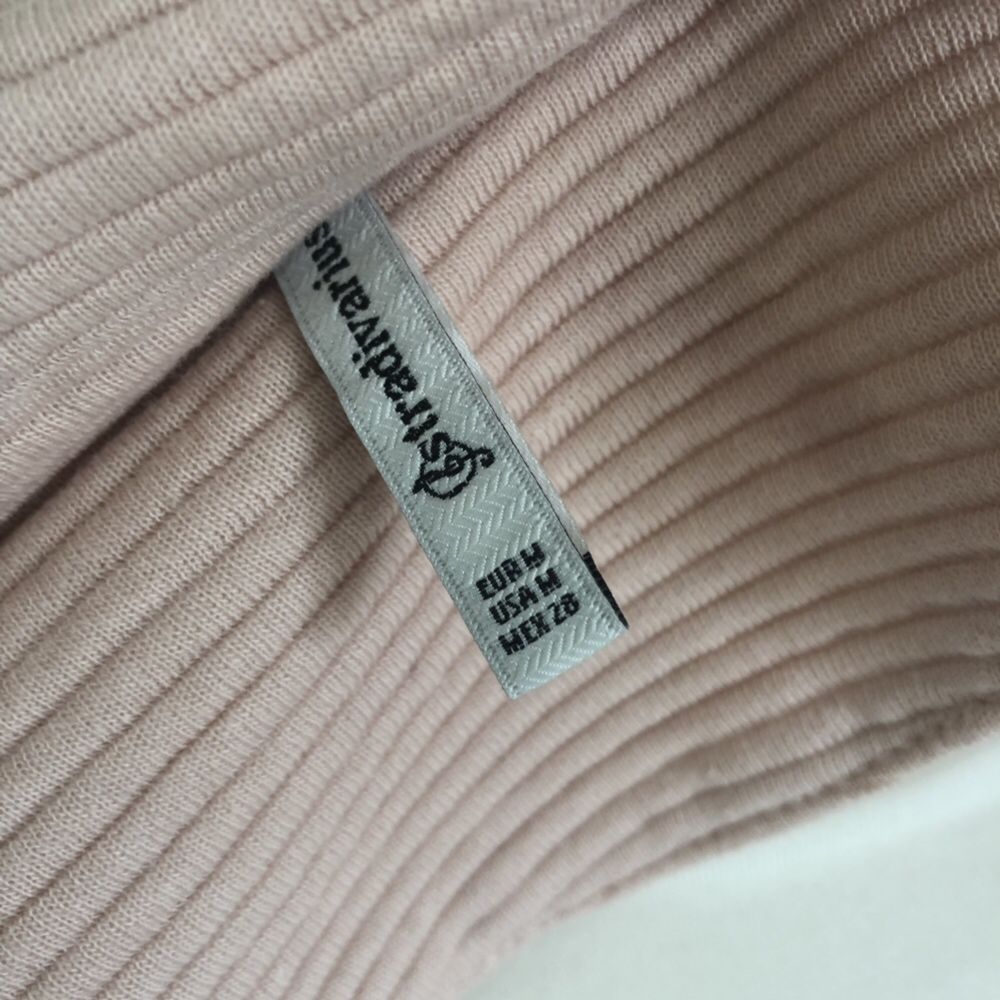 stradivarius
EUR M
USA M
MEX 28